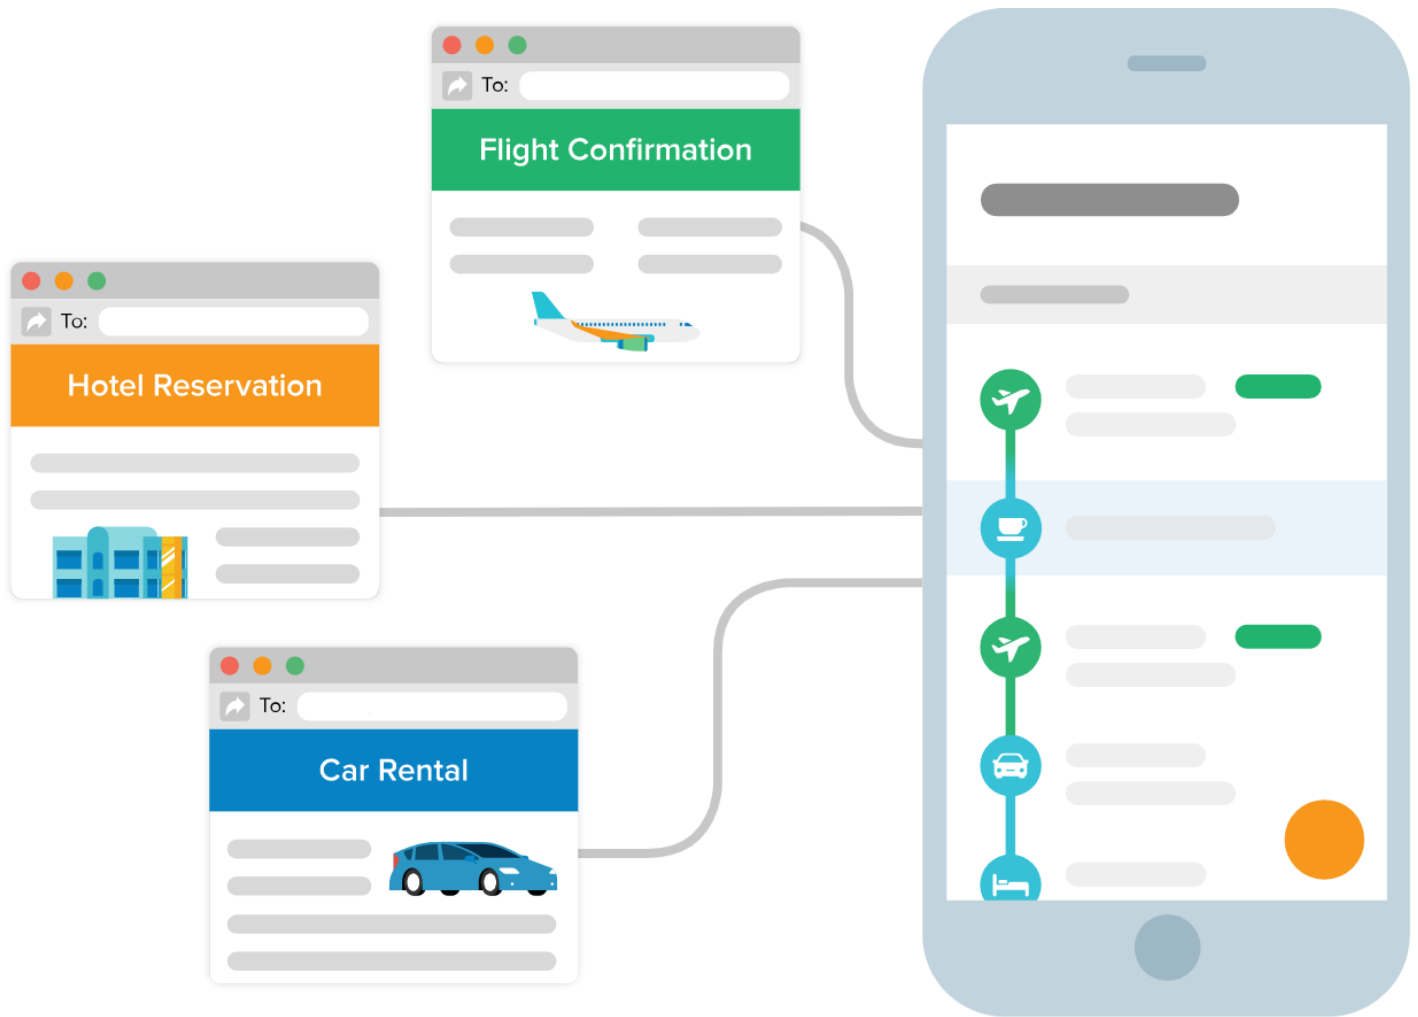 To:
Flight Confirmation
To:
Hotel Reservation
To:
Car Rental